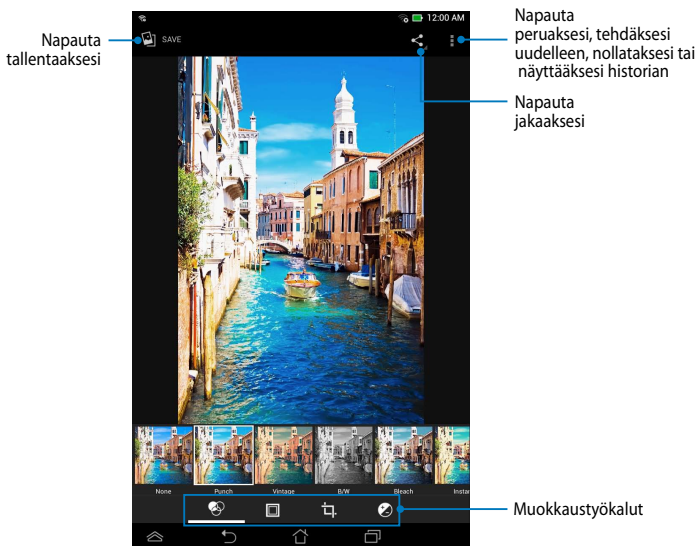 12:00 AM
SAVE
Napauta
tallentaaksesi
Napauta
peruaksesi, tehdäksesi
uudelleen, nollataksesi tai
näyttääksesi historian
Napauta
jakaaksesi
None
Punch
Vintage
B/W
Bleach
Instan
Muokkaustyökalut